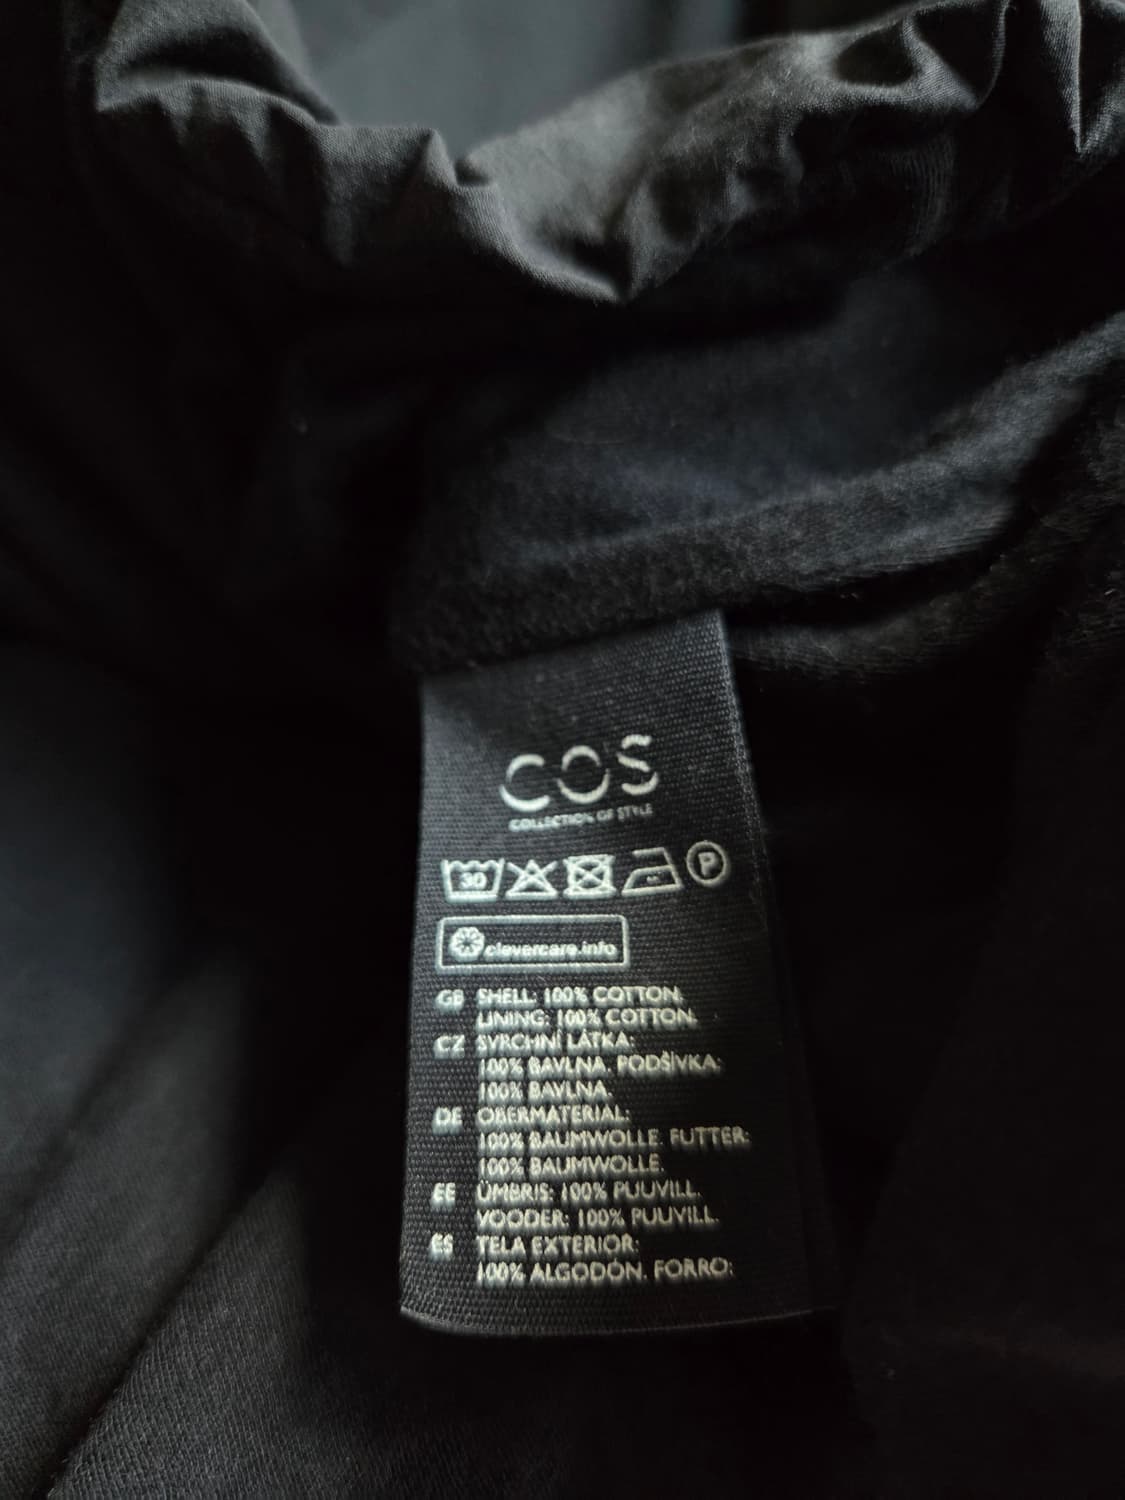 COS
COLLECTION OF STYLE
30 P
clevercare.info
GB SHELL: 100% COTTON.
LINING: 100% COTTON.
CZ SVRCHNÍ LÁTKA:
100% BAVLNA. PODŠÍVKA:
100% BAVLNA.
DE OBERMATERIAL:
100% BAUMWOLLE. FUTTER:
100% BAUMWOLLE.
EE ÜMBRIS: 100% PUUVILL.
VOODER: 100% PUUVILL.
ES TELA EXTERIOR:
100% ALGODÓN. FORRO: